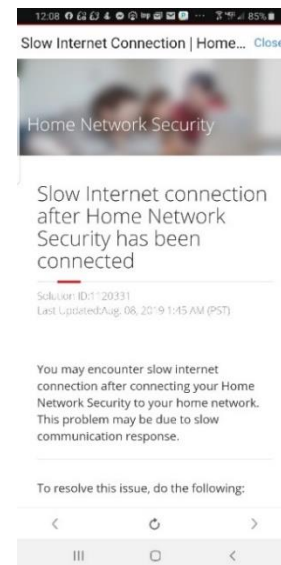 12:08
85%
Slow Internet Connection | Home... Close
Home Network Security
Slow Internet connection
after Home Network
Security has been
connected
Solution ID:1120331
Last Updated:Aug. 08, 2019 1:45 AM (PST)
You may encounter slow internet
connection after connecting your Home
Network Security to your home network.
This problem may be due to slow
communication response.
To resolve this issue, do the following: